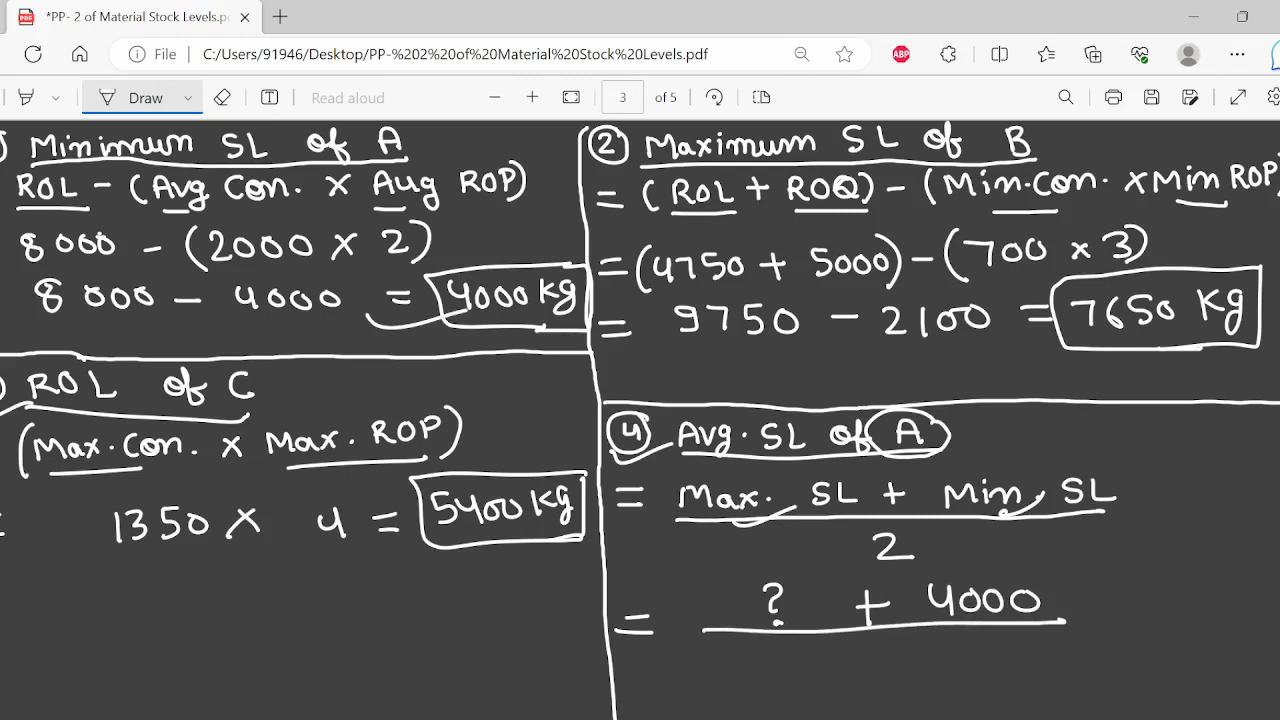 *PP- 2 of Material Stock Levels.pd
File C:/Users/91946/Desktop/PP-%202%20of%20Material%20Stock%20Levels.pdf
ABP
Draw Read aloud 3 of 5
) Minimum SL of A
ROL - (Avg Con. × Aug ROP)
8000 - (2000 × 2)
8000 - 4000 = 4000 Kg
) ROL of C
(Max. Con. × Max. ROP)
= 1350 × 4 = 5400 Kg
② Maximum SL of B
= (ROL + ROQ) - (Min. Con. × Min ROP
= (4750 + 5000) - (700 × 3)
= 9750 - 2100 = 7650 Kg
④ Avg. SL of A
= Max. SL + Min. SL
2
= ? + 4000